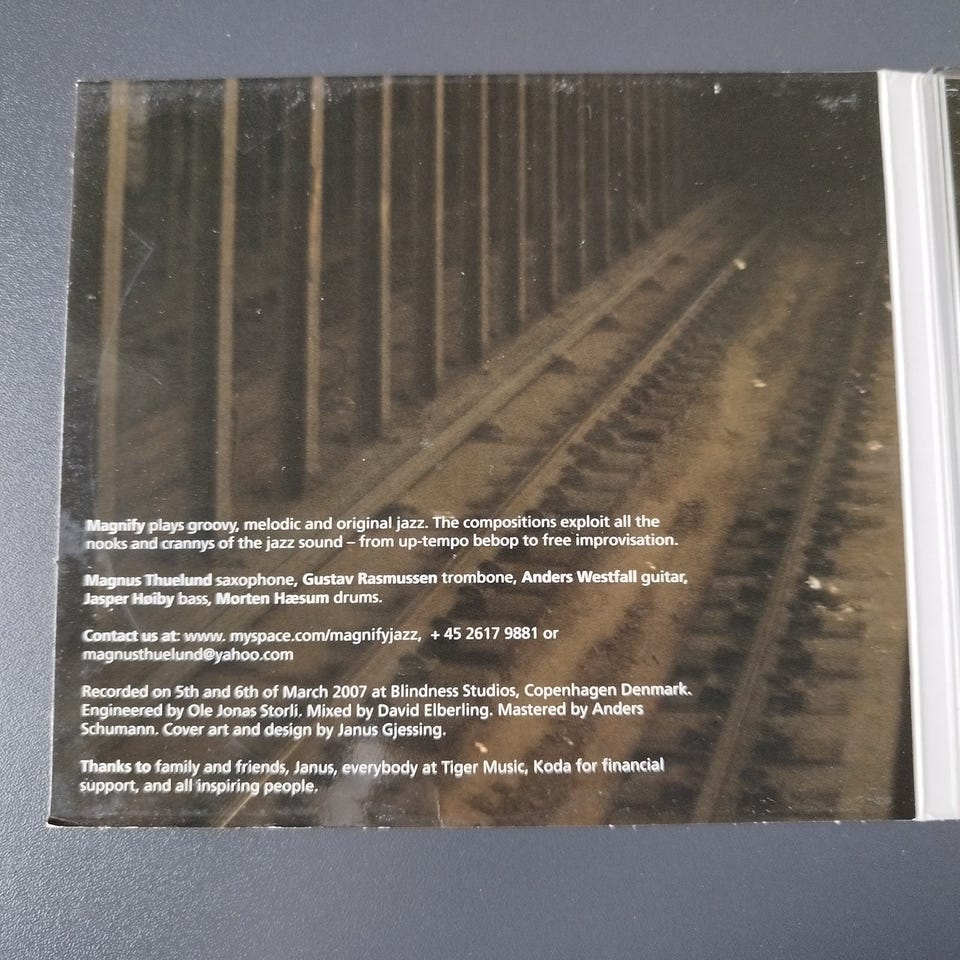 Magnify plays groovy, melodic and original jazz. The compositions exploit all the
nooks and crannys of the jazz sound – from up-tempo bebop to free improvisation.
Magnus Thuelund saxophone, Gustav Rasmussen trombone, Anders Westfall guitar,
Jasper Høiby bass, Morten Hæsum drums.
Contact us at: www. myspace.com/magnifyjazz, + 45 2617 9881 or
magnusthuelund@yahoo.com
Recorded on 5th and 6th of March 2007 at Blindness Studios, Copenhagen Denmark.
Engineered by Ole Jonas Storli. Mixed by David Elberling. Mastered by Anders
Schumann. Cover art and design by Janus Gjessing.
Thanks to family and friends, Janus, everybody at Tiger Music, Koda for financial
support, and all inspiring people.